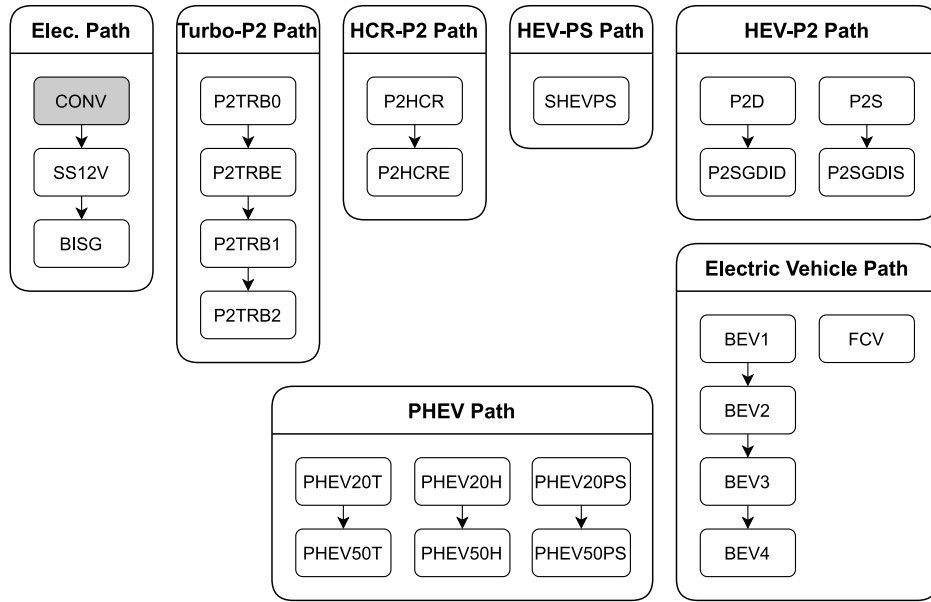 Elec. Path
CONV
SS12V
BISG
Turbo-P2 Path
P2TRB0
P2TRBE
P2TRB1
P2TRB2
HCR-P2 Path
P2HCR
P2HCRE
HEV-PS Path
SHEVPS
HEV-P2 Path
P2D
P2S
P2SGDID
P2SGDIS
PHEV Path
PHEV20T
PHEV20H
PHEV20PS
PHEV50T
PHEV50H
PHEV50PS
Electric Vehicle Path
BEV1
FCV
BEV2
BEV3
BEV4